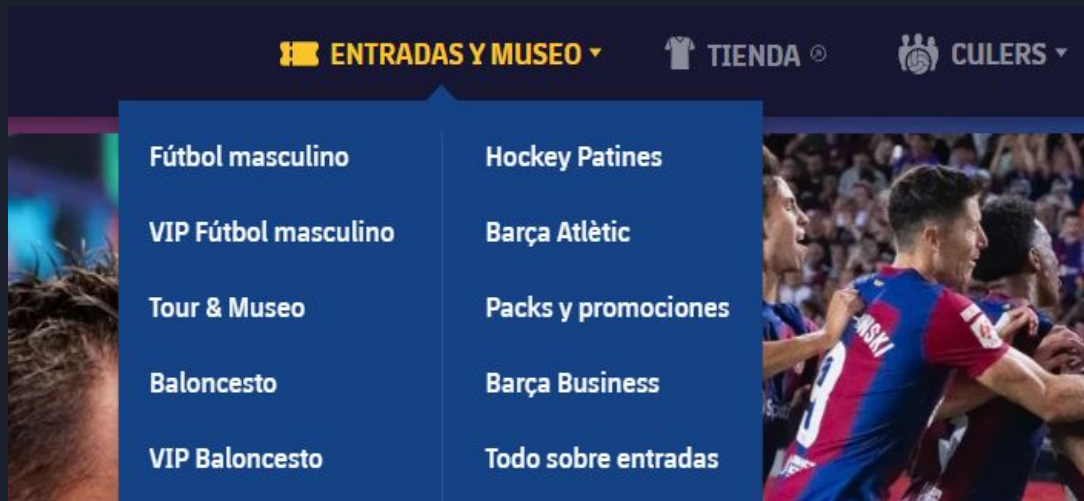 ENTRADAS Y MUSEO
TIENDA
CULERS
Fútbol masculino
VIP Fútbol masculino
Tour & Museo
Baloncesto
VIP Baloncesto
Hockey Patines
Barça Atlètic
Packs y promociones
Barça Business
Todo sobre entradas
9